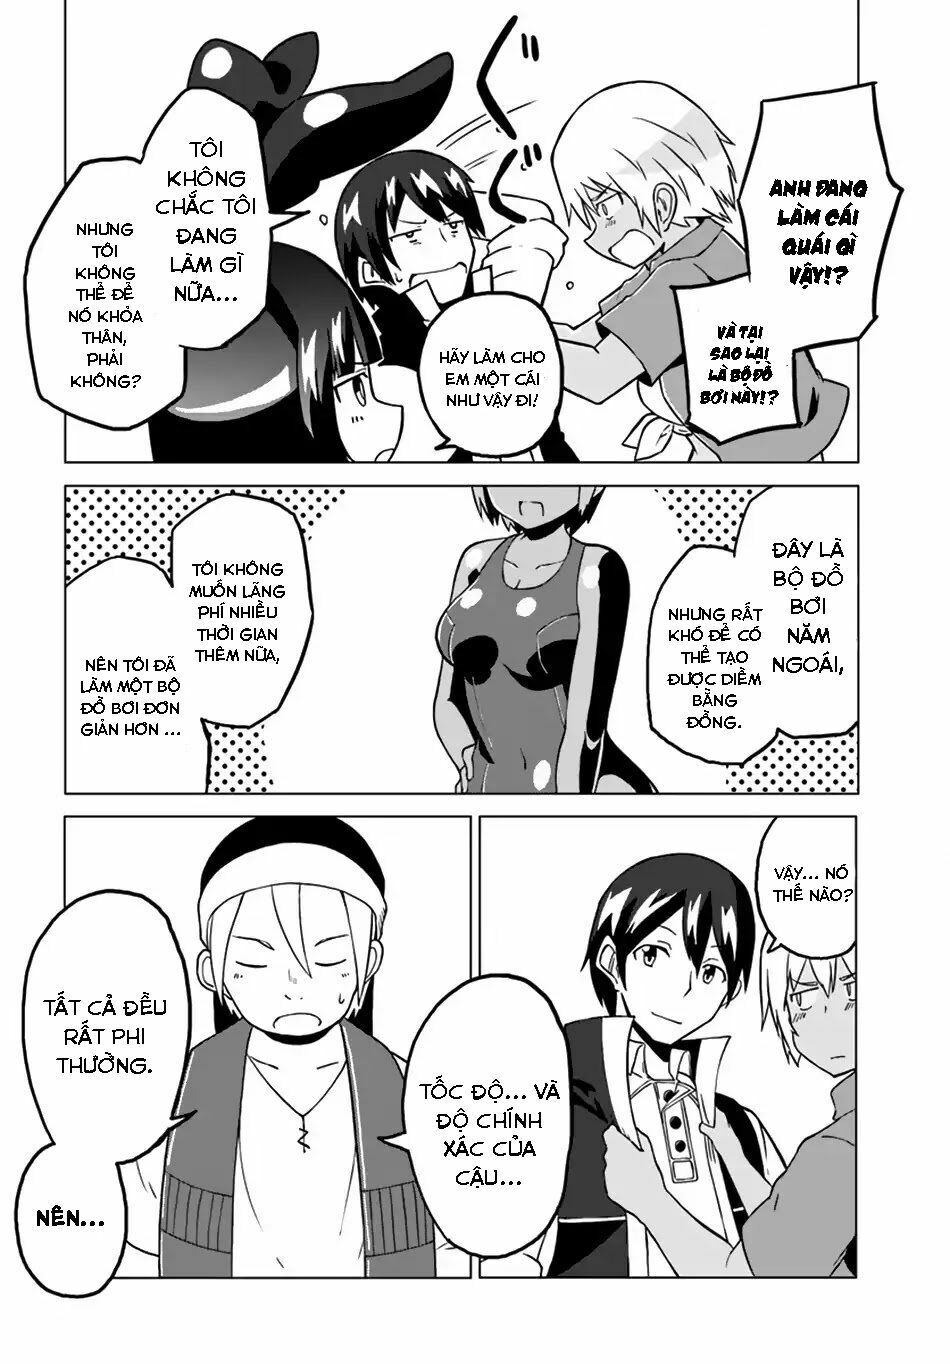 ANH ĐANG
LÀM CÁI
QUÁI GÌ
VẬY!?
VÀ TẠI
SAO LẠI
LÀ BỘ ĐỒ
BƠI NÀY!?
HÃY LÀM CHO
EM MỘT CÁI
NHƯ VẬY ĐI!
TÔI
KHÔNG
CHẮC TÔI
ĐANG
LÀM GÌ
NỮA...
NHƯNG
TÔI
KHÔNG
THỂ ĐỂ
NÓ KHỎA
THÂN,
PHẢI
KHÔNG?
ĐÂY LÀ
BỘ ĐỒ
BƠI
NĂM
NGOÁI,
NHƯNG RẤT
KHÓ ĐỂ CÓ
THỂ TẠO
ĐƯỢC DIỀM
BẰNG
ĐỒNG.
TÔI KHÔNG
MUỐN LÃNG
PHÍ NHIỀU
THỜI GIAN
THÊM NỮA,
NÊN TÔI ĐÃ
LÀM MỘT BỘ
ĐỒ BƠI ĐƠN
GIẢN HƠN ...
VẬY... NÓ
THẾ NÀO?
TỐC ĐỘ... VÀ
ĐỘ CHÍNH
XÁC CỦA
CẬU...
TẤT CẢ ĐỀU
RẤT PHI
THƯỜNG.
NÊN...